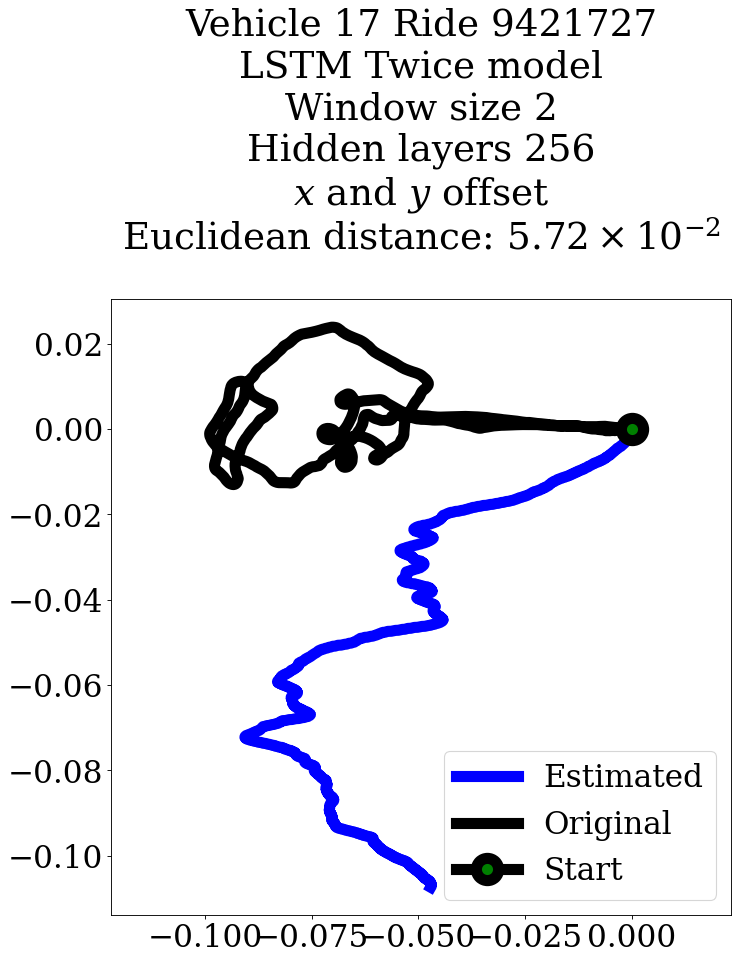 Vehicle 17 Ride 9421727
LSTM Twice model
Window size 2
Hidden layers 256
x and y offset
Euclidean distance: 5.72 × 10⁻²
0.02
0.00
−0.02
−0.04
−0.06
−0.08
−0.10
Estimated
Original
Start
−0.100 −0.075 −0.050 −0.025 0.000